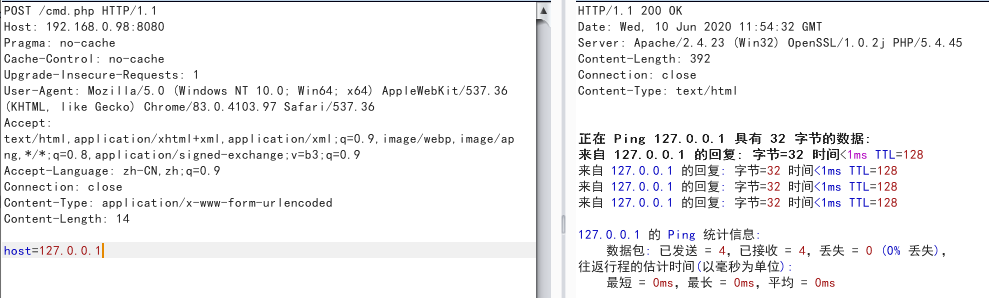 POST /cmd.php HTTP/1.1
Host: 192.168.0.98:8080
Pragma: no-cache
Cache-Control: no-cache
Upgrade-Insecure-Requests: 1
User-Agent: Mozilla/5.0 (Windows NT 10.0; Win64; x64) AppleWebKit/537.36
(KHTML, like Gecko) Chrome/83.0.4103.97 Safari/537.36
Accept:
text/html,application/xhtml+xml,application/xml;q=0.9,image/webp,image/ap
ng,*/*;q=0.8,application/signed-exchange;v=b3;q=0.9
Accept-Language: zh-CN,zh;q=0.9
Connection: close
Content-Type: application/x-www-form-urlencoded
Content-Length: 14
host=127.0.0.1
HTTP/1.1 200 OK
Date: Wed, 10 Jun 2020 11:54:32 GMT
Server: Apache/2.4.23 (Win32) OpenSSL/1.0.2j PHP/5.4.45
Content-Length: 392
Connection: close
Content-Type: text/html
正在 Ping 127.0.0.1 具有 32 字节的数据:
来自 127.0.0.1 的回复: 字节=32 时间<1ms TTL=128
来自 127.0.0.1 的回复: 字节=32 时间<1ms TTL=128
来自 127.0.0.1 的回复: 字节=32 时间<1ms TTL=128
来自 127.0.0.1 的回复: 字节=32 时间<1ms TTL=128
127.0.0.1 的 Ping 统计信息:
数据包: 已发送 = 4，已接收 = 4，丢失 = 0 (0% 丢失)，
往返行程的估计时间(以毫秒为单位):
最短 = 0ms，最长 = 0ms，平均 = 0ms